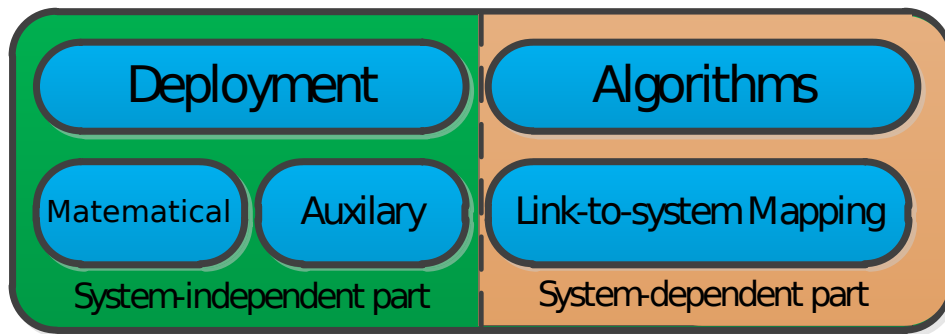 Deployment
Algorithms
Matematical
Auxilary
Link-to-system Mapping
System-independent part
System-dependent part